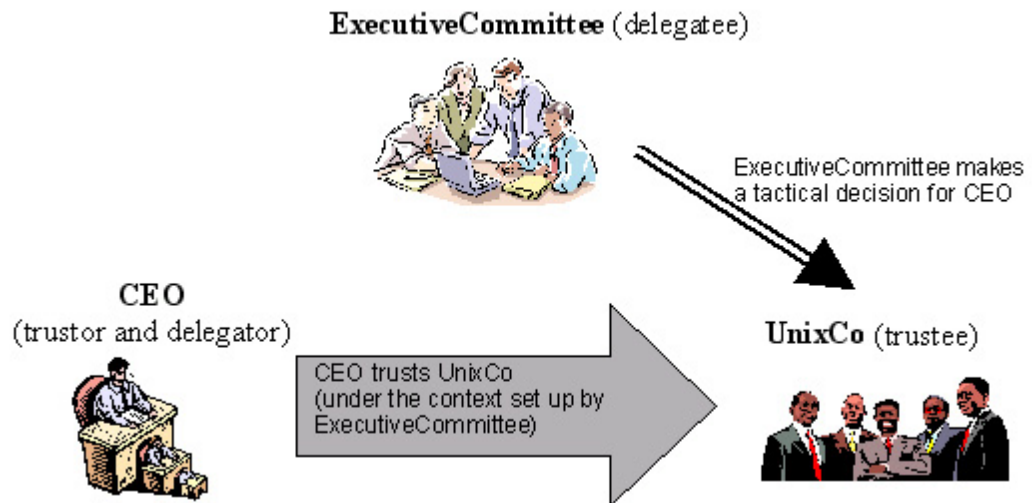 ExecutiveCommittee (delegatee)
ExecutiveCommittee makes
a tactical decision for CEO
CEO
(trustor and delegator)
CEO trusts UnixCo
(under the context set up by
ExecutiveCommittee)
UnixCo (trustee)